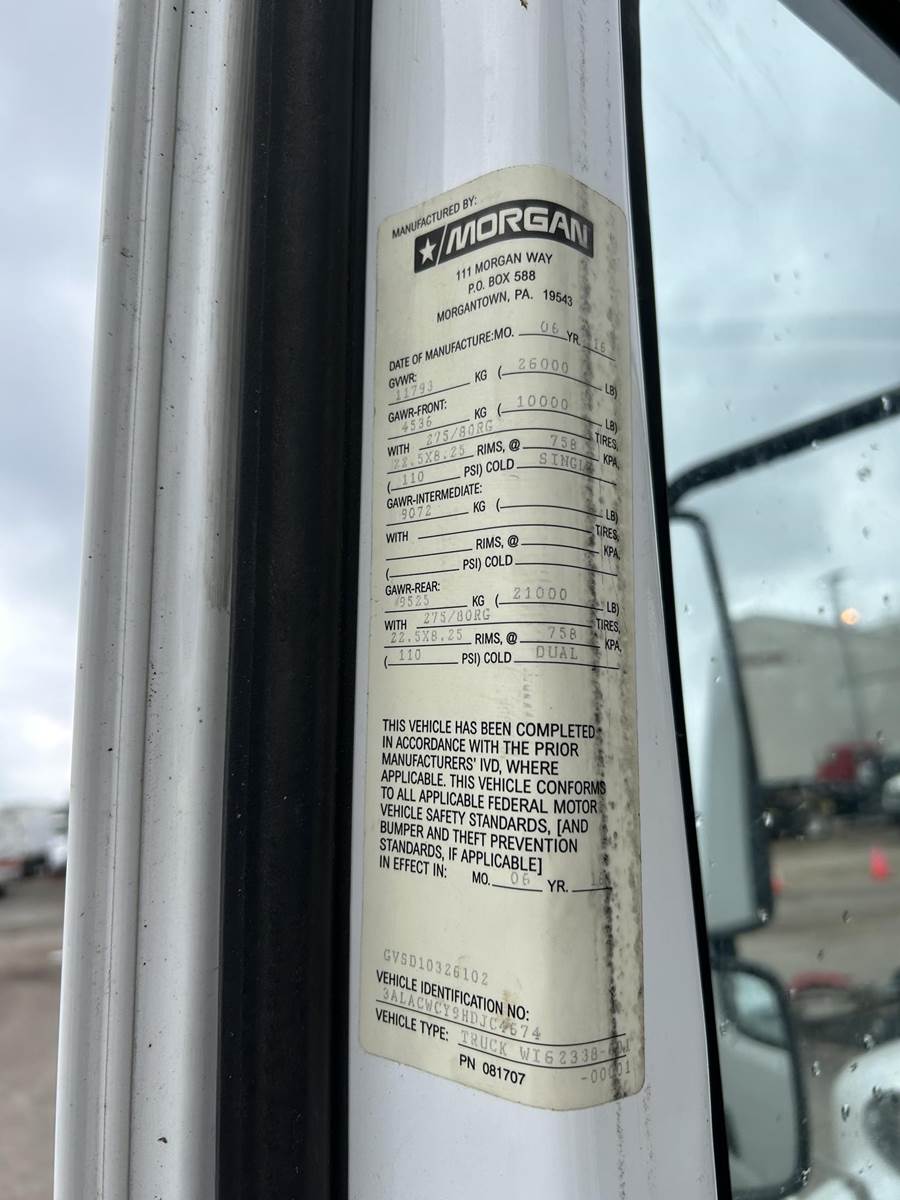 MANUFACTURED BY:
MORGAN
111 MORGAN WAY
P.O. BOX 588
MORGANTOWN, PA. 19543
DATE OF MANUFACTURE:MO. 06 YR. 16
GVWR:
11793 KG ( 26000 LB)
GAWR-FRONT:
4536 KG ( 10000 LB)
WITH 275/80RG TIRES,
22.5X8.25 RIMS, @ 758 KPA,
( 110 PSI) COLD SINGLE
GAWR-INTERMEDIATE:
9072 KG ( LB)
WITH TIRES,
RIMS, @ KPA,
( PSI) COLD
GAWR-REAR:
9525 KG ( 21000 LB)
WITH 275/80RG TIRES,
22.5X8.25 RIMS, @ 758 KPA,
( 110 PSI) COLD DUAL
THIS VEHICLE HAS BEEN COMPLETED
IN ACCORDANCE WITH THE PRIOR
MANUFACTURERS' IVD, WHERE
APPLICABLE. THIS VEHICLE CONFORMS
TO ALL APPLICABLE FEDERAL MOTOR
VEHICLE SAFETY STANDARDS, [AND
BUMPER AND THEFT PREVENTION
STANDARDS, IF APPLICABLE]
IN EFFECT IN: MO. 06 YR. 16
GVSD10326102
VEHICLE IDENTIFICATION NO:
3ALACWCY9HDJC4674
VEHICLE TYPE: TRUCK
PN 081707 -00001